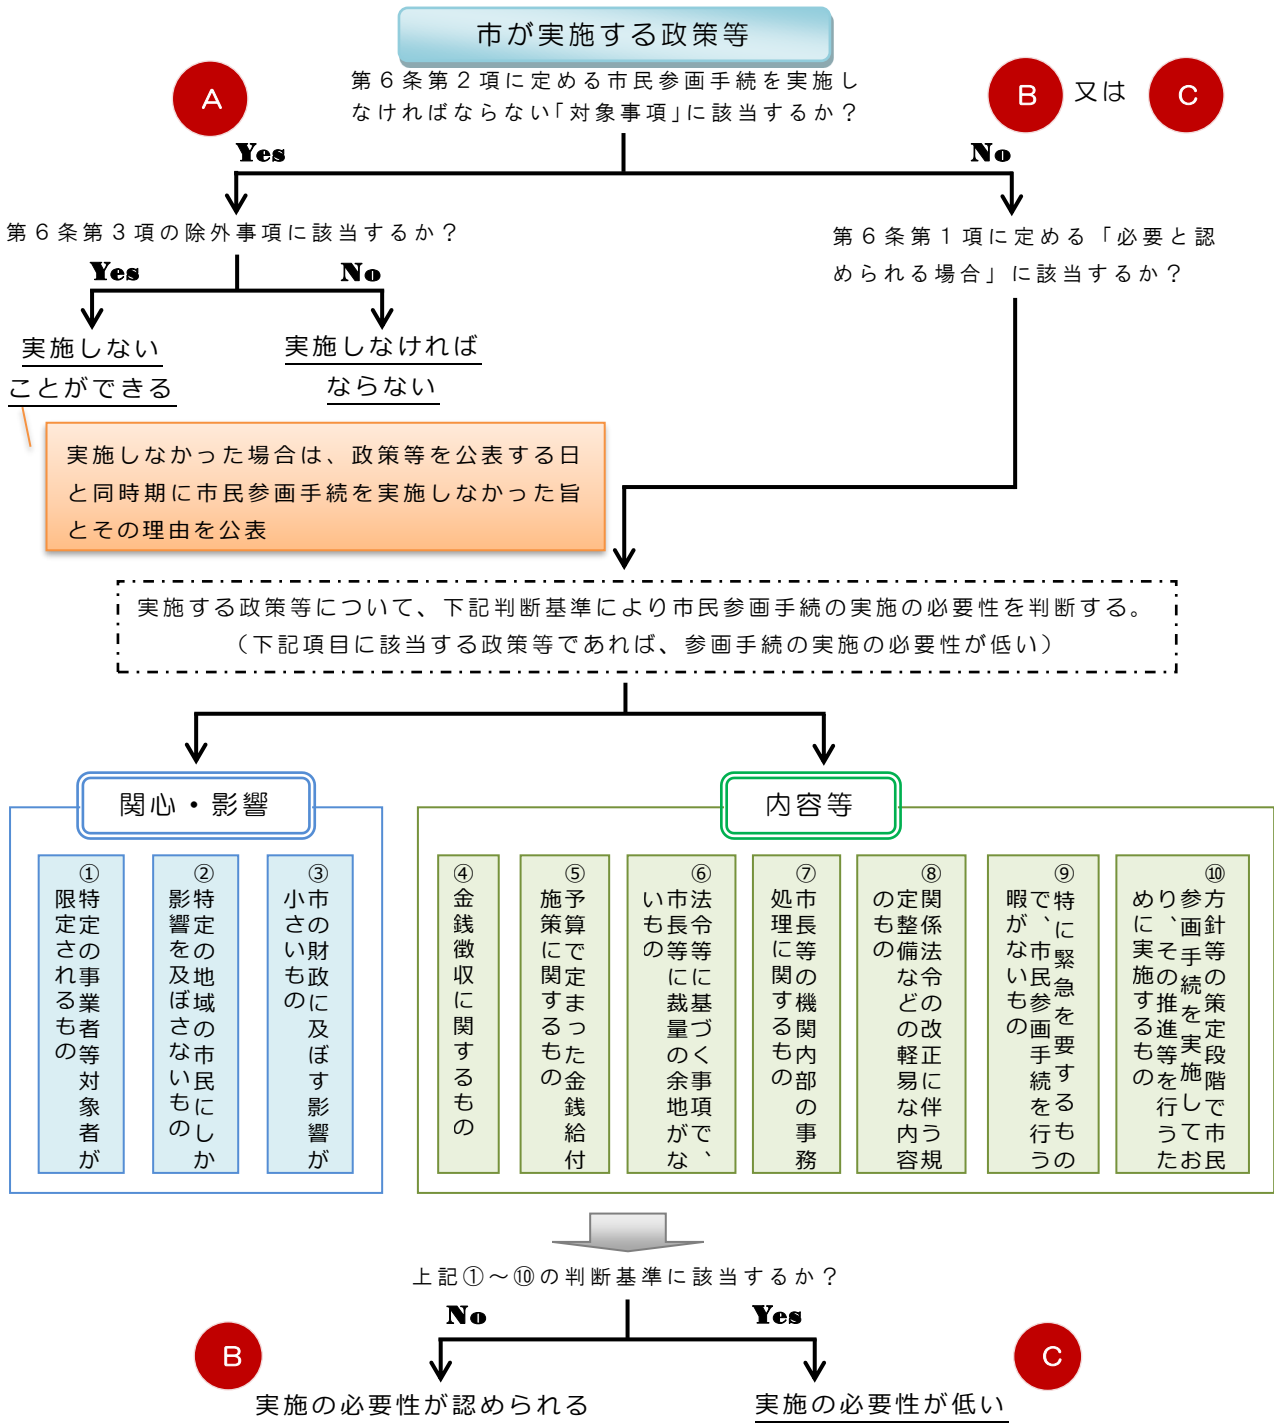 市が実施する政策等
A
第６条第２項に定める市民参画手続を実施し
なければならない「対象事項」に該当するか？
B 又は C
Yes
No
第６条第３項の除外事項に該当するか？
第６条第１項に定める「必要と認
められる場合」に該当するか？
Yes
No
実施しない
ことができる
実施しなければ
ならない
実施しなかった場合は、政策等を公表する日
と同時期に市民参画手続を実施しなかった旨
とその理由を公表
実施する政策等について、下記判断基準により市民参画手続の実施の必要性を判断する。
（下記項目に該当する政策等であれば、参画手続の実施の必要性が低い）
関心・影響
①特定の事業者等対象者が
限定されるもの
②特定の地域の市民にしか
影響を及ぼさないもの
③市の財政に及ぼす影響が
小さいもの
内容等
④金銭徴収に関するもの
⑤予算で定まった金銭給付
施策に関するもの
⑥法令等に基づく事項で、
市長等に裁量の余地がな
いもの
⑦市長等の機関内部の事務
処理に関するもの
⑧関係法令の改正に伴う規
定整備などの軽易な内容
のもの
⑨特に緊急を要するもの
で、市民参画手続を行う
暇がないもの
⑩方針等の策定段階で市民
参画手続を実施してお
り、その推進等を行うた
めに実施するもの
上記①～⑩の判断基準に該当するか？
No
Yes
B
実施の必要性が認められる
C
実施の必要性が低い